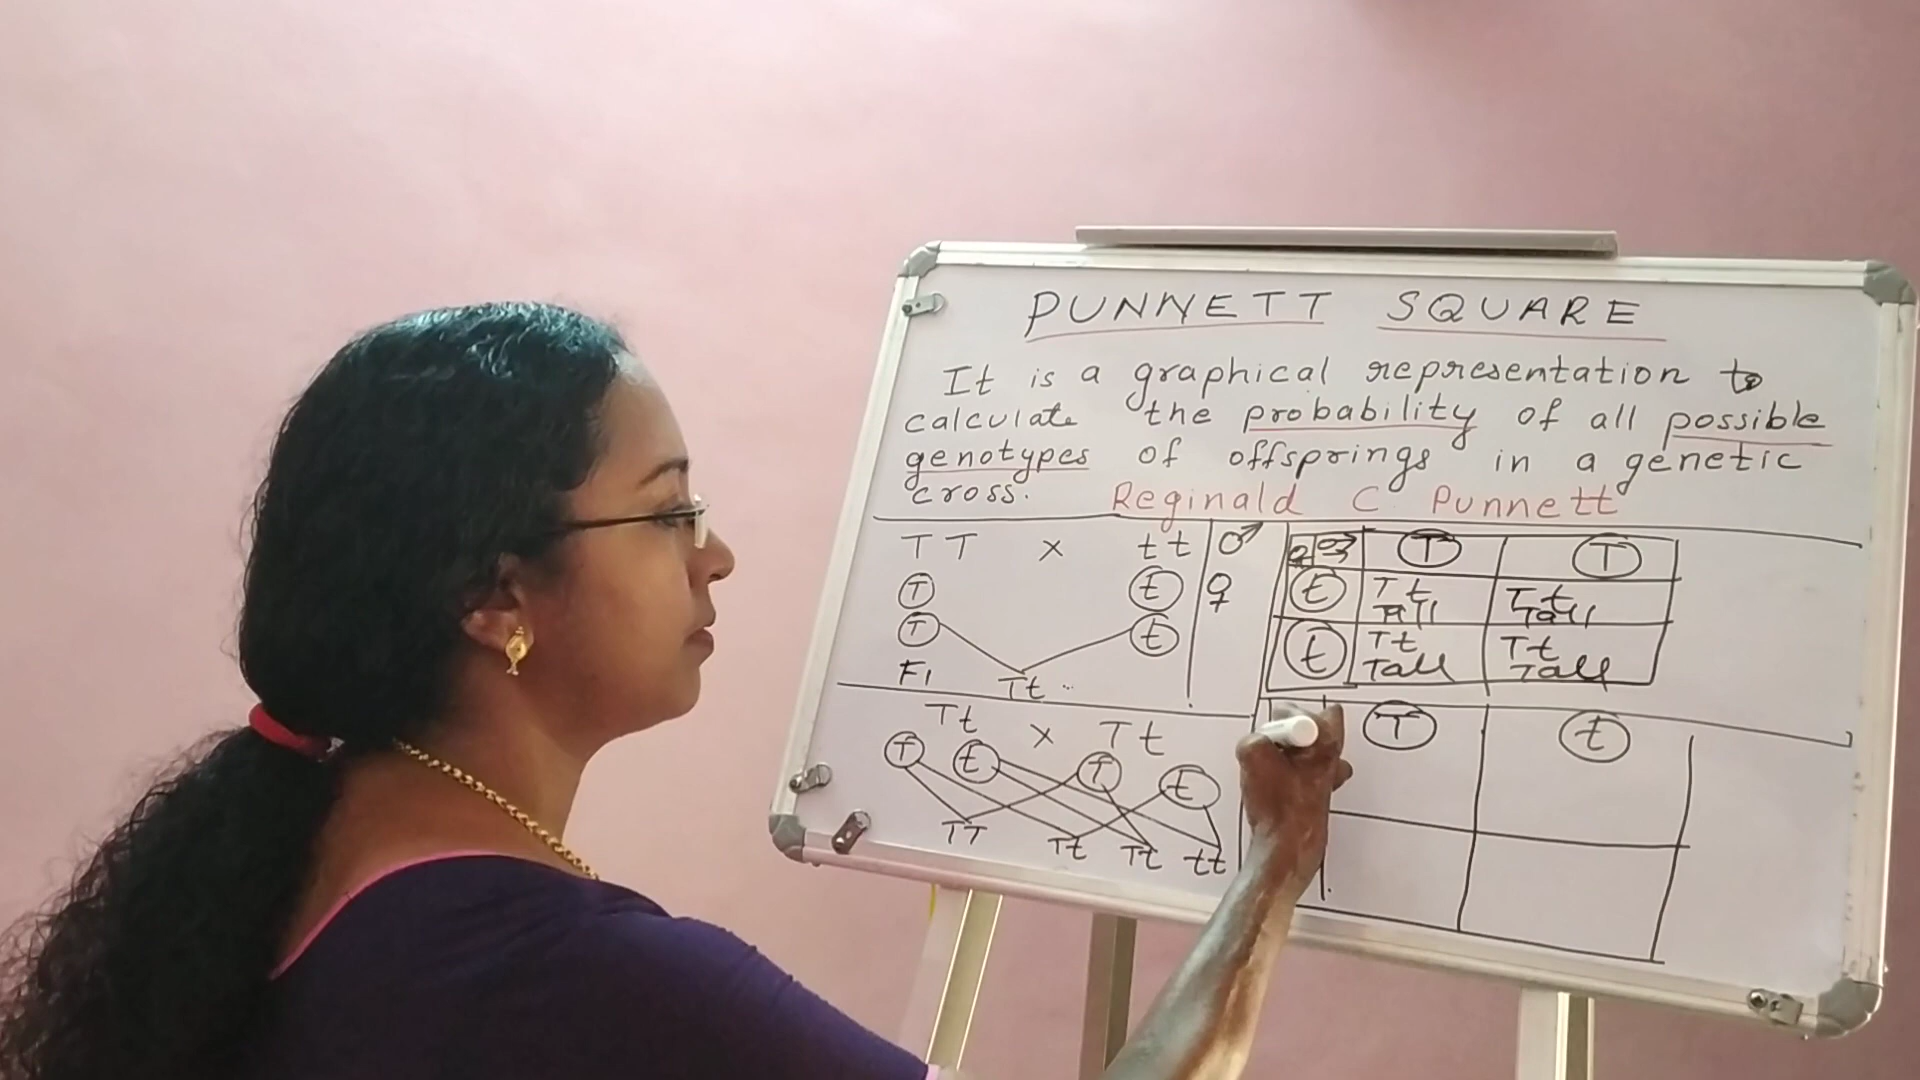 PUNNETT SQUARE
It is a graphical representation to
calculate the probability of all possible
genotypes of offsprings in a genetic
cross. Reginald C Punnett
TT × tt ♂
T t ♀
T t
F1 Tt
♀ ♂ T T
t Tt Tall Tt Tall
t Tt Tall Tt Tall
Tt × Tt
T t T t
TT Tt Tt tt
T t